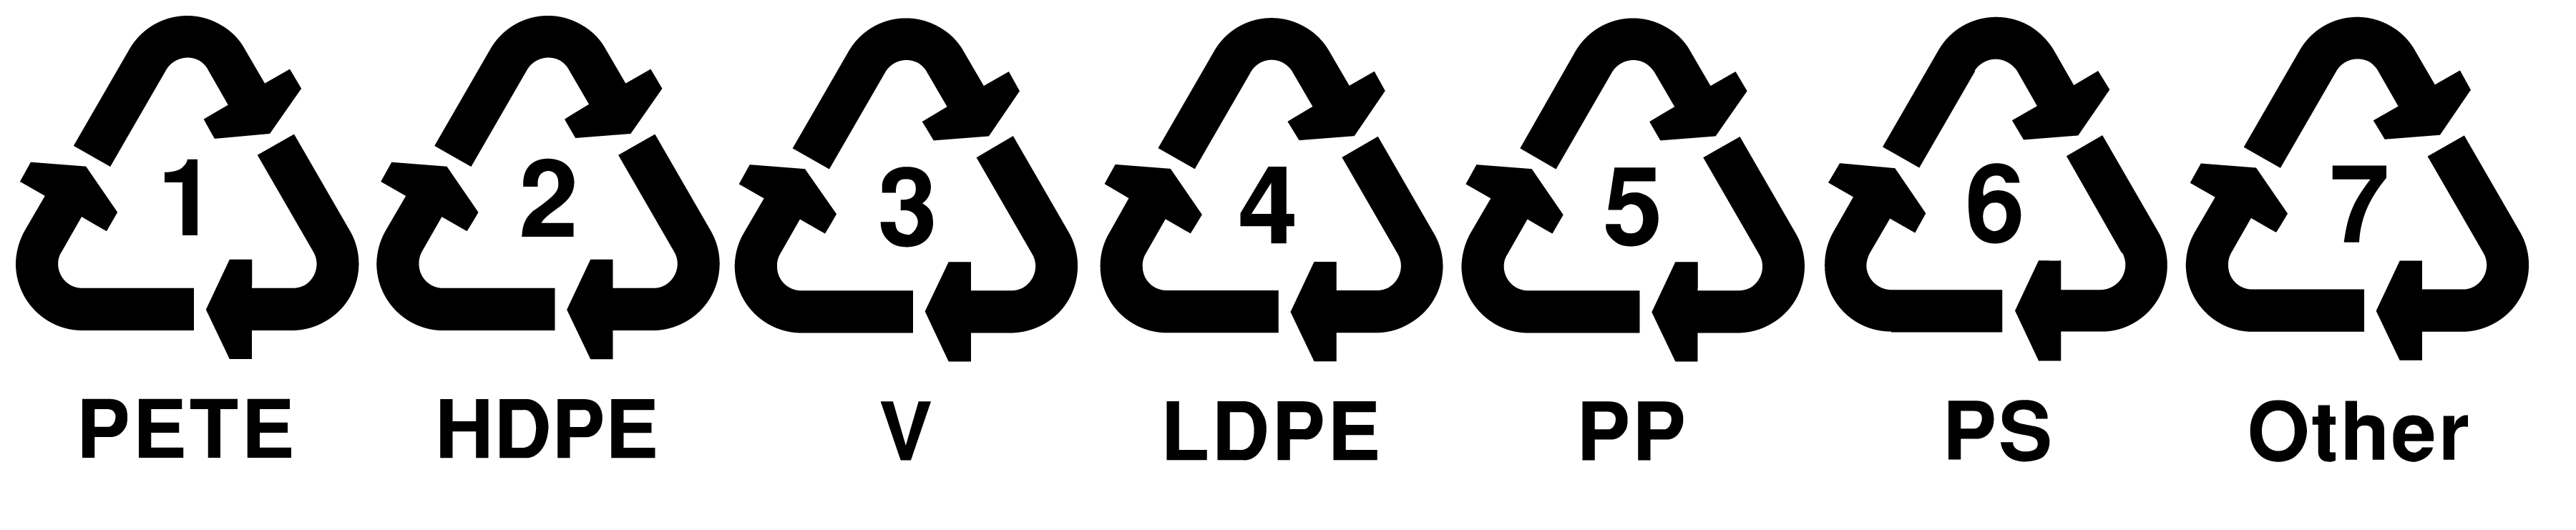 1 2 3 4 5 6 7
PETE HDPE V LDPE PP PS Other